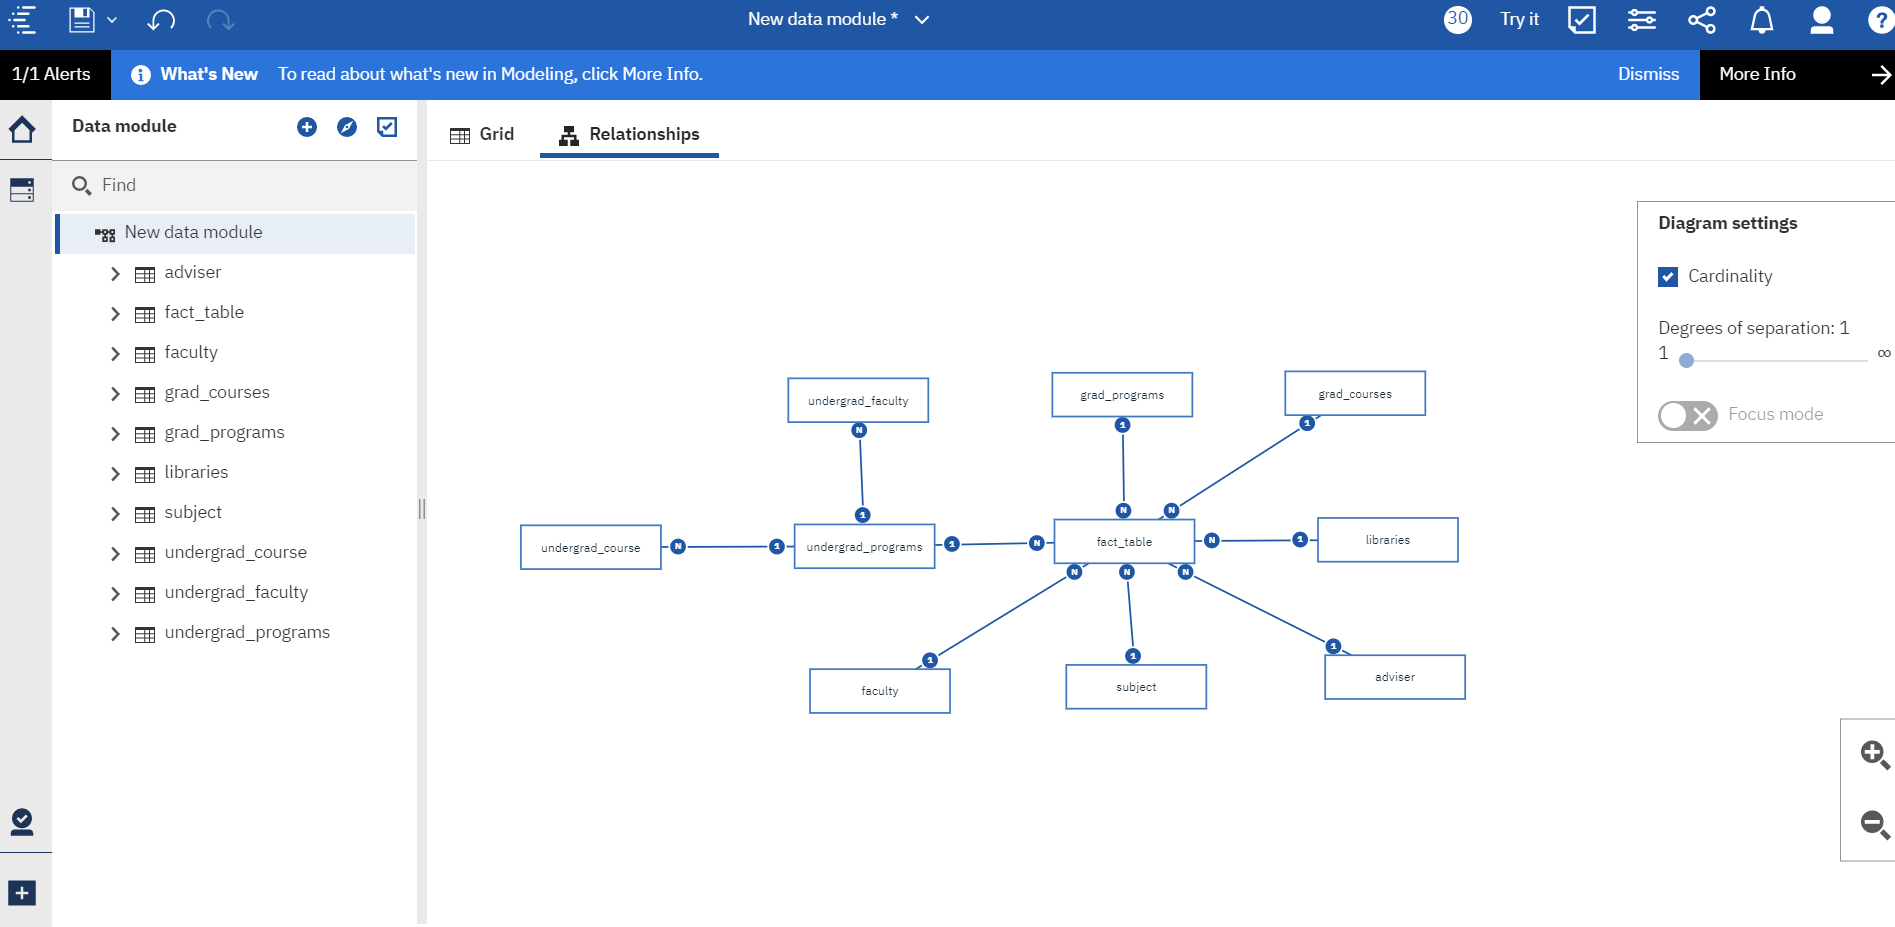 New data module *
30
Try it
?
1/1 Alerts
What's New To read about what's new in Modeling, click More Info.
Dismiss
More Info
Data module
Grid
Relationships
Find
New data module
adviser
fact_table
faculty
grad_courses
grad_programs
libraries
subject
undergrad_course
undergrad_faculty
undergrad_programs
Diagram settings
Cardinality
Degrees of separation: 1
1 ∞
Focus mode
undergrad_faculty
grad_programs
grad_courses
N
1
1
1
N
N
undergrad_course
N
1
undergrad_programs
1
N
fact_table
N
1
libraries
N
N
N
1
1
1
faculty
subject
adviser